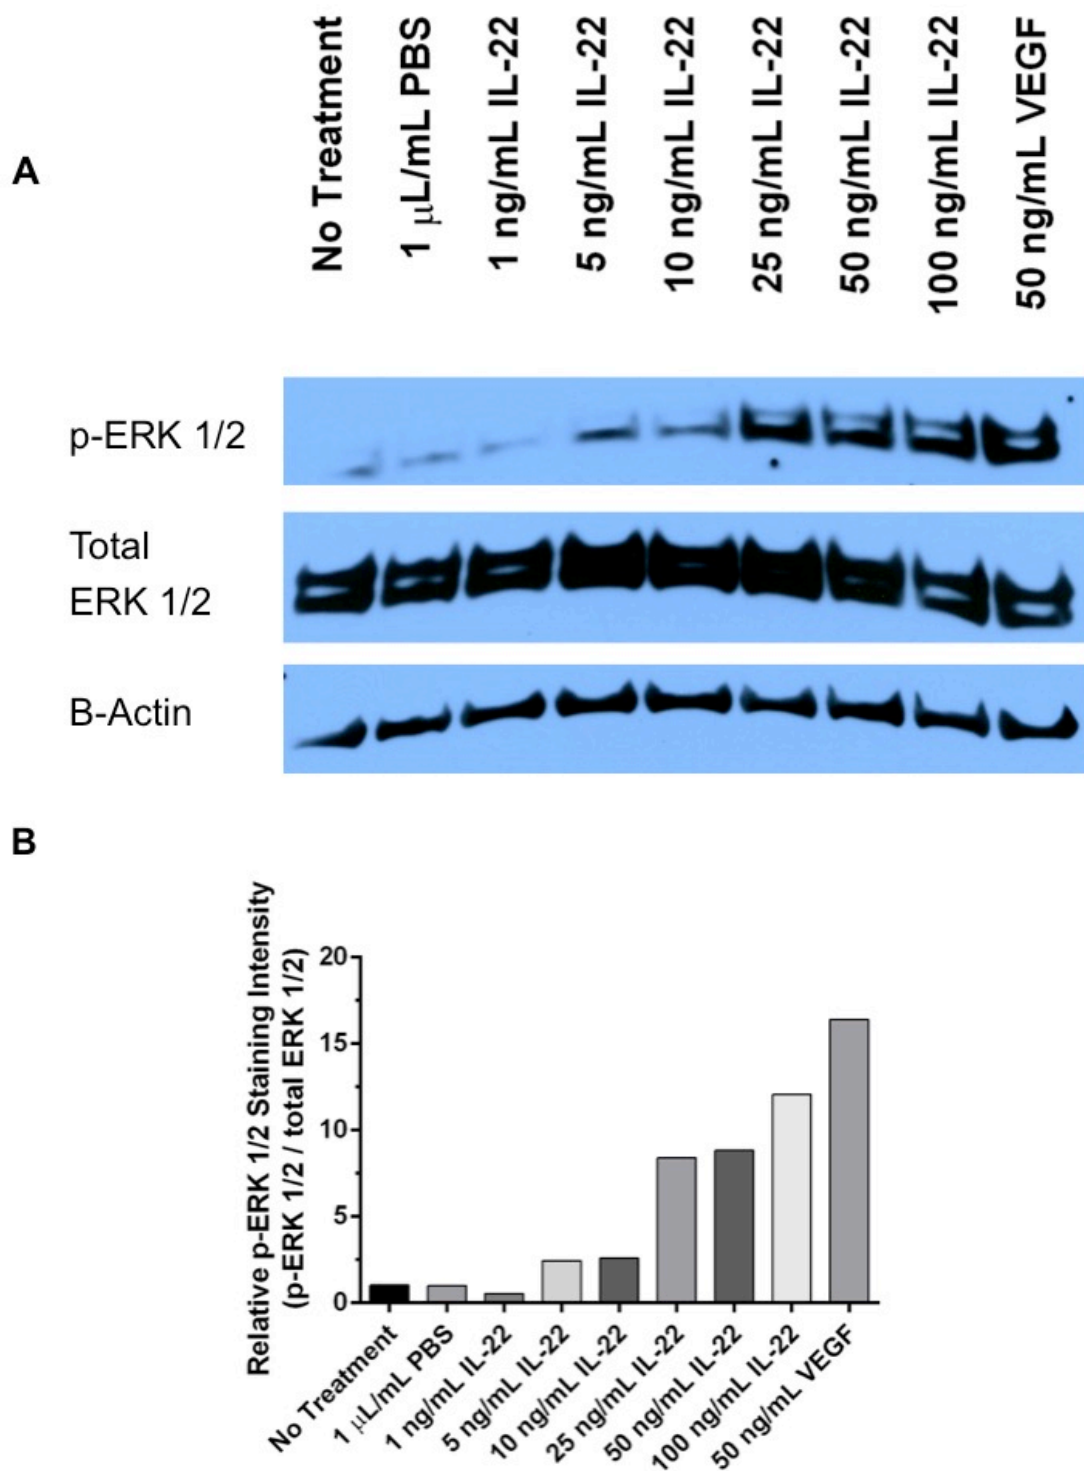 A
No Treatment
1 μL/mL PBS
1 ng/mL IL-22
5 ng/mL IL-22
10 ng/mL IL-22
25 ng/mL IL-22
50 ng/mL IL-22
100 ng/mL IL-22
50 ng/mL VEGF
p-ERK 1/2
Total
ERK 1/2
B-Actin
B
Relative p-ERK 1/2 Staining Intensity
(p-ERK 1/2 / total ERK 1/2)
20
15
10
5
0
No Treatment
1 μL/mL PBS
1 ng/mL IL-22
5 ng/mL IL-22
10 ng/mL IL-22
25 ng/mL IL-22
50 ng/mL IL-22
100 ng/mL IL-22
50 ng/mL VEGF